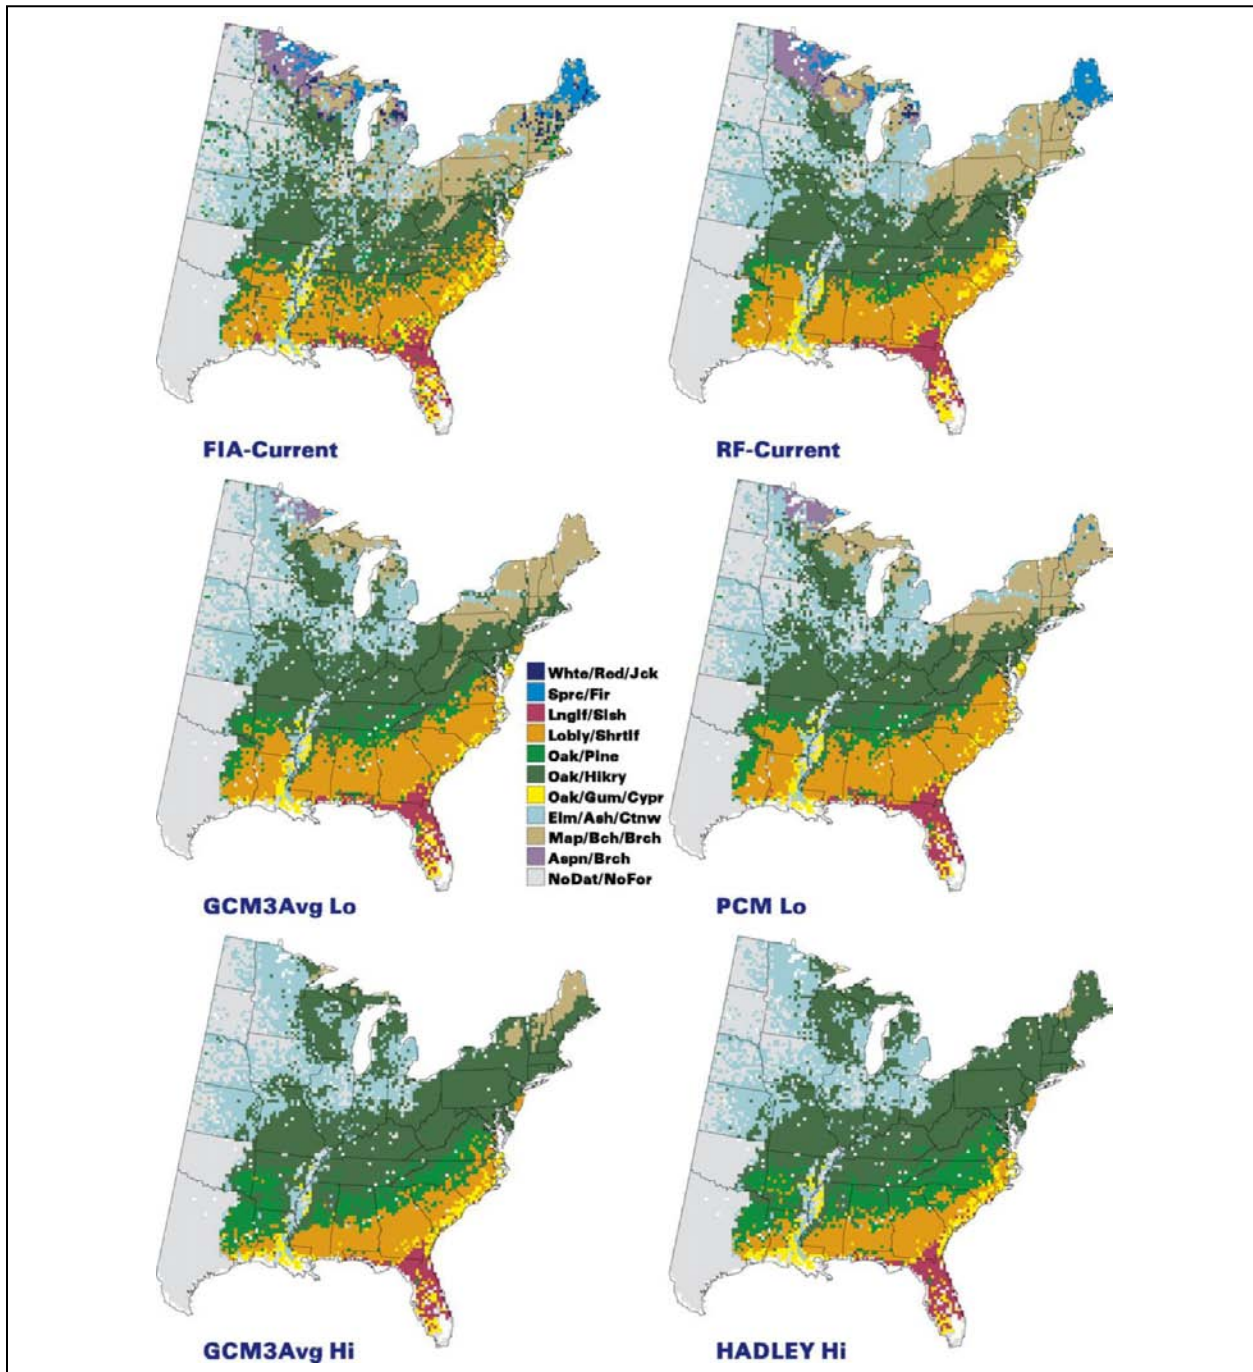 FIA-Current
RF-Current
Whte/Red/Jck
Sprc/Fir
Lnglf/Slsh
Lobly/Shrtlf
Oak/Pine
Oak/Hikry
Oak/Gum/Cypr
Elm/Ash/Ctnw
Map/Bch/Brch
Aspn/Brch
NoDat/NoFor
GCM3Avg Lo
PCM Lo
GCM3Avg Hi
HADLEY Hi